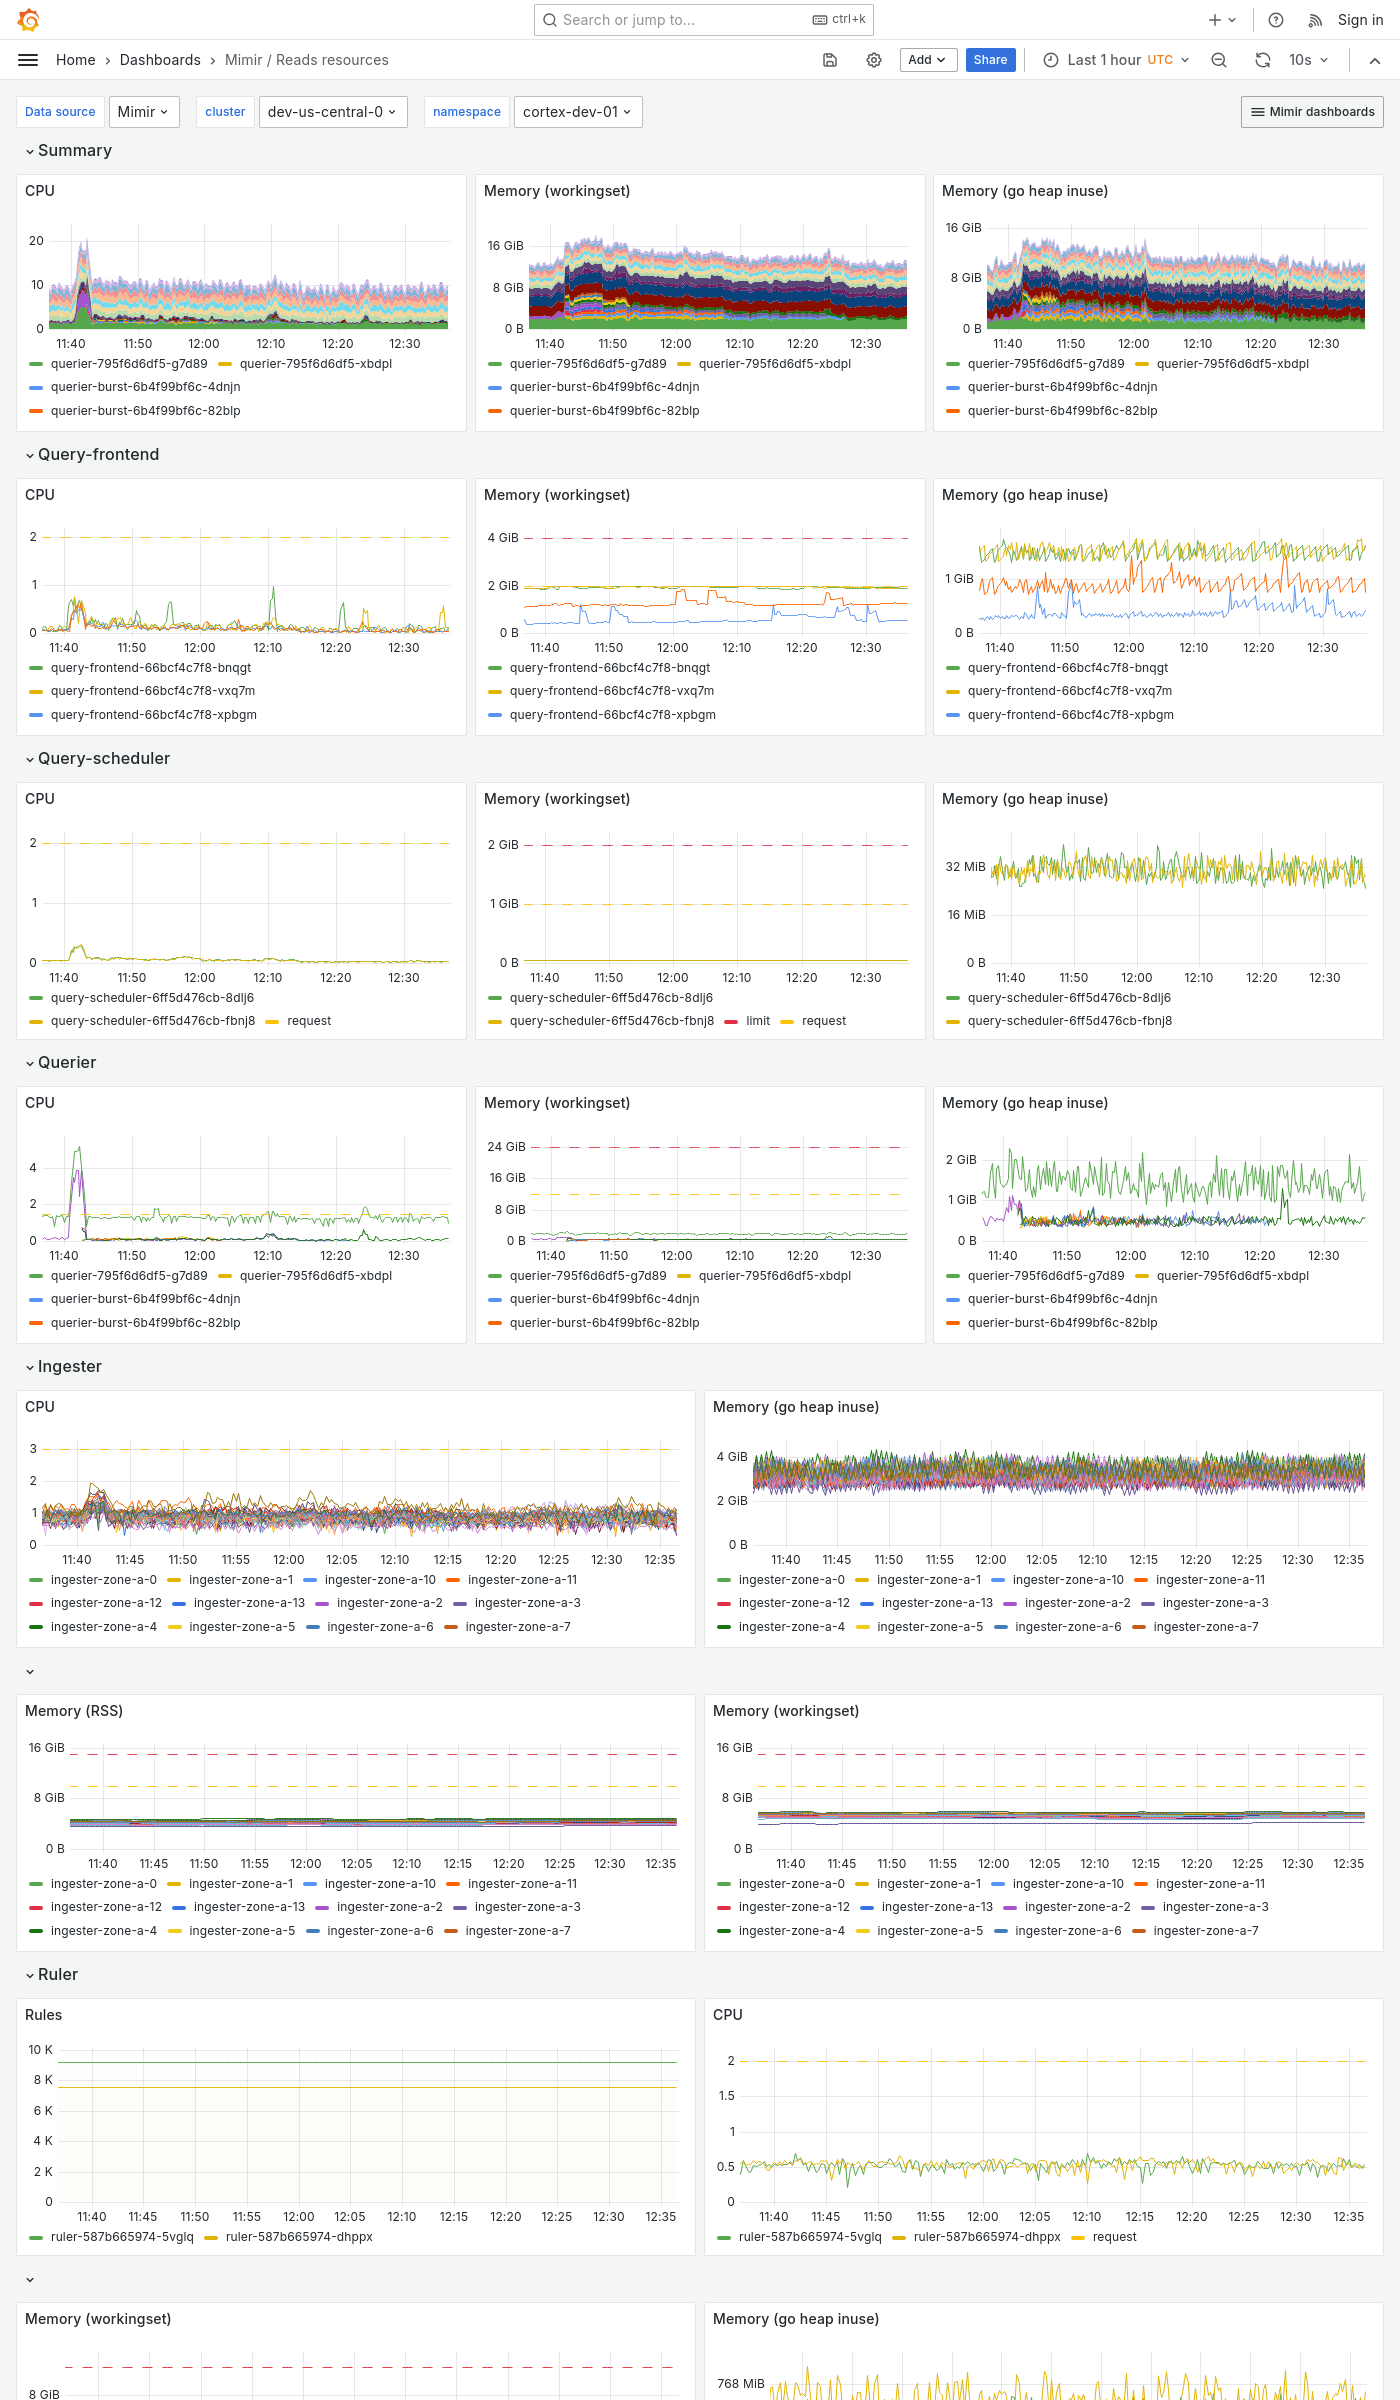 Search or jump to... ctrl+k Sign in
Home Dashboards Mimir / Reads resources Add Share Last 1 hour UTC 10s
Data source Mimir cluster dev-us-central-0 namespace cortex-dev-01 Mimir dashboards
Summary
CPU
20
10
0
11:40 11:50 12:00 12:10 12:20 12:30
querier-795f6d6df5-g7d89 querier-795f6d6df5-xbdpl
querier-burst-6b4f99bf6c-4dnjn
querier-burst-6b4f99bf6c-82blp
Memory (workingset)
16 GiB
8 GiB
0 B
11:40 11:50 12:00 12:10 12:20 12:30
querier-795f6d6df5-g7d89 querier-795f6d6df5-xbdpl
querier-burst-6b4f99bf6c-4dnjn
querier-burst-6b4f99bf6c-82blp
Memory (go heap inuse)
16 GiB
8 GiB
0 B
11:40 11:50 12:00 12:10 12:20 12:30
querier-795f6d6df5-g7d89 querier-795f6d6df5-xbdpl
querier-burst-6b4f99bf6c-4dnjn
querier-burst-6b4f99bf6c-82blp
Query-frontend
CPU
2
1
0
11:40 11:50 12:00 12:10 12:20 12:30
query-frontend-66bcf4c7f8-bnqgt
query-frontend-66bcf4c7f8-vxq7m
query-frontend-66bcf4c7f8-xpbgm
Memory (workingset)
4 GiB
2 GiB
0 B
11:40 11:50 12:00 12:10 12:20 12:30
query-frontend-66bcf4c7f8-bnqgt
query-frontend-66bcf4c7f8-vxq7m
query-frontend-66bcf4c7f8-xpbgm
Memory (go heap inuse)
1 GiB
0 B
11:40 11:50 12:00 12:10 12:20 12:30
query-frontend-66bcf4c7f8-bnqgt
query-frontend-66bcf4c7f8-vxq7m
query-frontend-66bcf4c7f8-xpbgm
Query-scheduler
CPU
2
1
0
11:40 11:50 12:00 12:10 12:20 12:30
query-scheduler-6ff5d476cb-8dlj6
query-scheduler-6ff5d476cb-fbnj8 request
Memory (workingset)
2 GiB
1 GiB
0 B
11:40 11:50 12:00 12:10 12:20 12:30
query-scheduler-6ff5d476cb-8dlj6
query-scheduler-6ff5d476cb-fbnj8 limit request
Memory (go heap inuse)
32 MiB
16 MiB
0 B
11:40 11:50 12:00 12:10 12:20 12:30
query-scheduler-6ff5d476cb-8dlj6
query-scheduler-6ff5d476cb-fbnj8
Querier
CPU
4
2
0
11:40 11:50 12:00 12:10 12:20 12:30
querier-795f6d6df5-g7d89 querier-795f6d6df5-xbdpl
querier-burst-6b4f99bf6c-4dnjn
querier-burst-6b4f99bf6c-82blp
Memory (workingset)
24 GiB
16 GiB
8 GiB
0 B
11:40 11:50 12:00 12:10 12:20 12:30
querier-795f6d6df5-g7d89 querier-795f6d6df5-xbdpl
querier-burst-6b4f99bf6c-4dnjn
querier-burst-6b4f99bf6c-82blp
Memory (go heap inuse)
2 GiB
1 GiB
0 B
11:40 11:50 12:00 12:10 12:20 12:30
querier-795f6d6df5-g7d89 querier-795f6d6df5-xbdpl
querier-burst-6b4f99bf6c-4dnjn
querier-burst-6b4f99bf6c-82blp
Ingester
CPU
3
2
1
0
11:40 11:45 11:50 11:55 12:00 12:05 12:10 12:15 12:20 12:25 12:30 12:35
ingester-zone-a-0 ingester-zone-a-1 ingester-zone-a-10 ingester-zone-a-11
ingester-zone-a-12 ingester-zone-a-13 ingester-zone-a-2 ingester-zone-a-3
ingester-zone-a-4 ingester-zone-a-5 ingester-zone-a-6 ingester-zone-a-7
Memory (go heap inuse)
4 GiB
2 GiB
0 B
11:40 11:45 11:50 11:55 12:00 12:05 12:10 12:15 12:20 12:25 12:30 12:35
ingester-zone-a-0 ingester-zone-a-1 ingester-zone-a-10 ingester-zone-a-11
ingester-zone-a-12 ingester-zone-a-13 ingester-zone-a-2 ingester-zone-a-3
ingester-zone-a-4 ingester-zone-a-5 ingester-zone-a-6 ingester-zone-a-7
Memory (RSS)
16 GiB
8 GiB
0 B
11:40 11:45 11:50 11:55 12:00 12:05 12:10 12:15 12:20 12:25 12:30 12:35
ingester-zone-a-0 ingester-zone-a-1 ingester-zone-a-10 ingester-zone-a-11
ingester-zone-a-12 ingester-zone-a-13 ingester-zone-a-2 ingester-zone-a-3
ingester-zone-a-4 ingester-zone-a-5 ingester-zone-a-6 ingester-zone-a-7
Memory (workingset)
16 GiB
8 GiB
0 B
11:40 11:45 11:50 11:55 12:00 12:05 12:10 12:15 12:20 12:25 12:30 12:35
ingester-zone-a-0 ingester-zone-a-1 ingester-zone-a-10 ingester-zone-a-11
ingester-zone-a-12 ingester-zone-a-13 ingester-zone-a-2 ingester-zone-a-3
ingester-zone-a-4 ingester-zone-a-5 ingester-zone-a-6 ingester-zone-a-7
Ruler
Rules
10 K
8 K
6 K
4 K
2 K
0
11:40 11:45 11:50 11:55 12:00 12:05 12:10 12:15 12:20 12:25 12:30 12:35
ruler-587b665974-5vglq ruler-587b665974-dhppx
CPU
2
1.5
1
0.5
0
11:40 11:45 11:50 11:55 12:00 12:05 12:10 12:15 12:20 12:25 12:30 12:35
ruler-587b665974-5vglq ruler-587b665974-dhppx request
Memory (workingset)
8 GiB
Memory (go heap inuse)
768 MiB